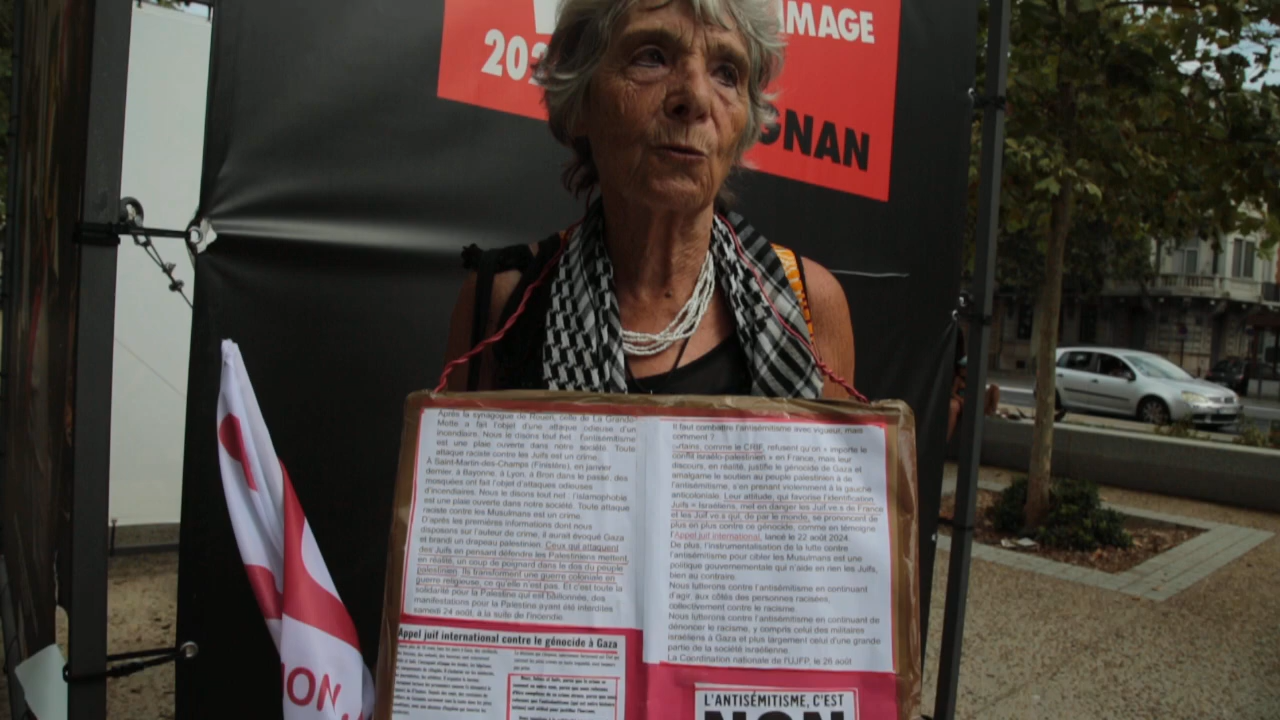 IMAGE
202
GNAN
Après la synagogue de Rouen, celle de La Grande
Motte a fait l'objet d'une attaque odieuse d'un
incendiaire. Nous le disons tout net : l'antisémitisme
est une plaie ouverte dans notre société. Toute
attaque raciste contre les Juifs est un crime.
À Saint-Martin-des-Champs (Finistère), en janvier
dernier, à Bayonne, à Lyon, à Bron dans le passé, des
mosquées ont fait l'objet d'attaques odieuses
d'incendiaires. Nous le disons tout net : l'islamophobie
est une plaie ouverte dans notre société. Toute attaque
raciste contre les Musulmans est un crime.
D'après les premières informations dont nous
disposons sur l'auteur de crime, il aurait évoqué Gaza
et brandi un drapeau palestinien. Ceux qui attaquent
des Juifs en pensant défendre les Palestiniens mettent,
en réalité, un coup de poignard dans le dos du peuple
palestinien. Ils transforment une guerre coloniale en
guerre religieuse, ce qu'elle n'est pas. Et c'est toute la
solidarité pour la Palestine qui est bâillonnée, des
manifestations pour la Palestine ayant été interdites
samedi 24 août, à la suite de l'incendie.
Il faut combattre l'antisémitisme avec vigueur, mais
comment ?
Certains, comme le CRIF, refusent qu'on « importe le
conflit israélo-palestinien » en France, mais leur
discours, en réalité, justifie le génocide de Gaza et
amalgame le soutien au peuple palestinien à de
l'antisémitisme, s'en prenant violemment à la gauche
anticoloniale. Leur attitude, qui favorise l'identification
Juifs = Israéliens, met en danger les Juif·ve·s de France
et les Juif·ve·s qui, de par le monde, se prononcent de
plus en plus contre ce génocide, comme en témoigne
l'Appel juif international, lancé le 22 août 2024.
De plus, l'instrumentalisation de la lutte contre
l'antisémitisme pour cibler les Musulmans est une
politique gouvernementale qui n'aide en rien les Juifs,
bien au contraire.
Nous lutterons contre l'antisémitisme en continuant
d'agir, aux côtés des personnes racisées,
collectivement contre le racisme.
Nous lutterons contre l'antisémitisme en continuant de
dénoncer le racisme, y compris celui des militaires
israéliens à Gaza et plus largement celui d'une grande
partie de la société israélienne.
La Coordination nationale de l'UJFP, le 26 août
Appel juif international contre le génocide à Gaza
L'ANTISÉMITISME, C'EST
NON
ION